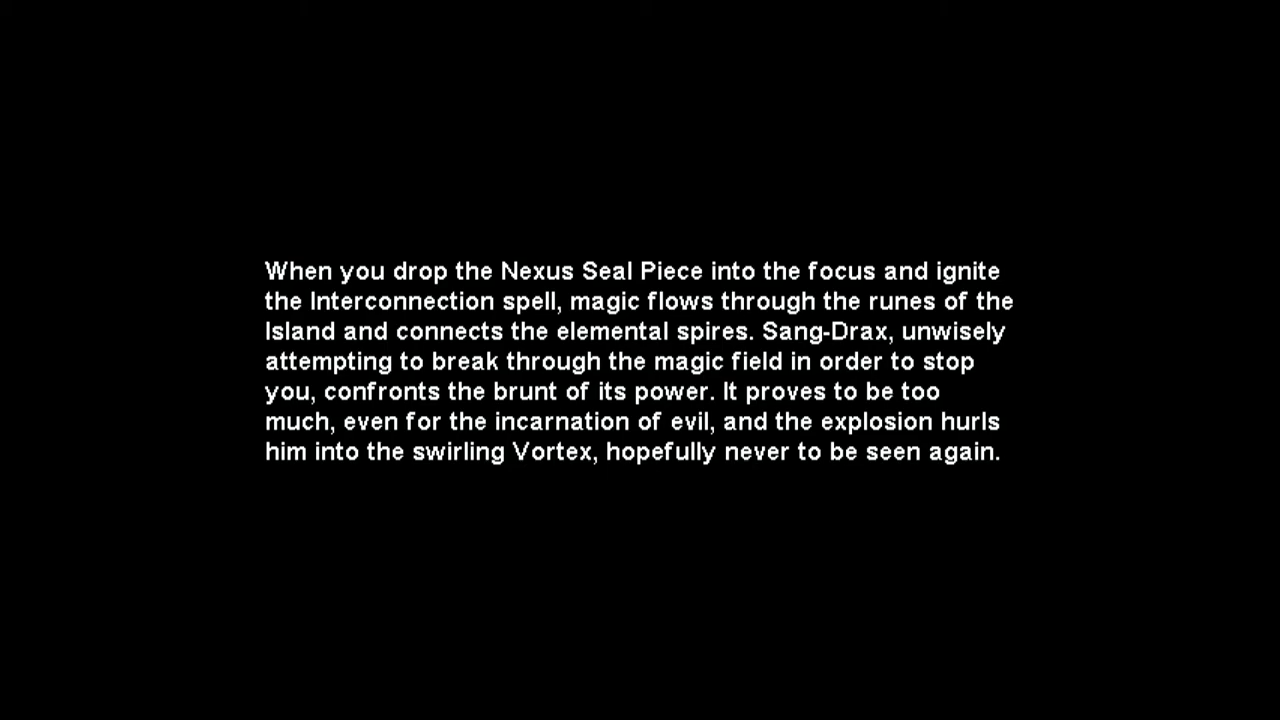 When you drop the Nexus Seal Piece into the focus and ignite
the Interconnection spell, magic flows through the runes of the
Island and connects the elemental spires. Sang-Drax, unwisely
attempting to break through the magic field in order to stop
you, confronts the brunt of its power. It proves to be too
much, even for the incarnation of evil, and the explosion hurls
him into the swirling Vortex, hopefully never to be seen again.